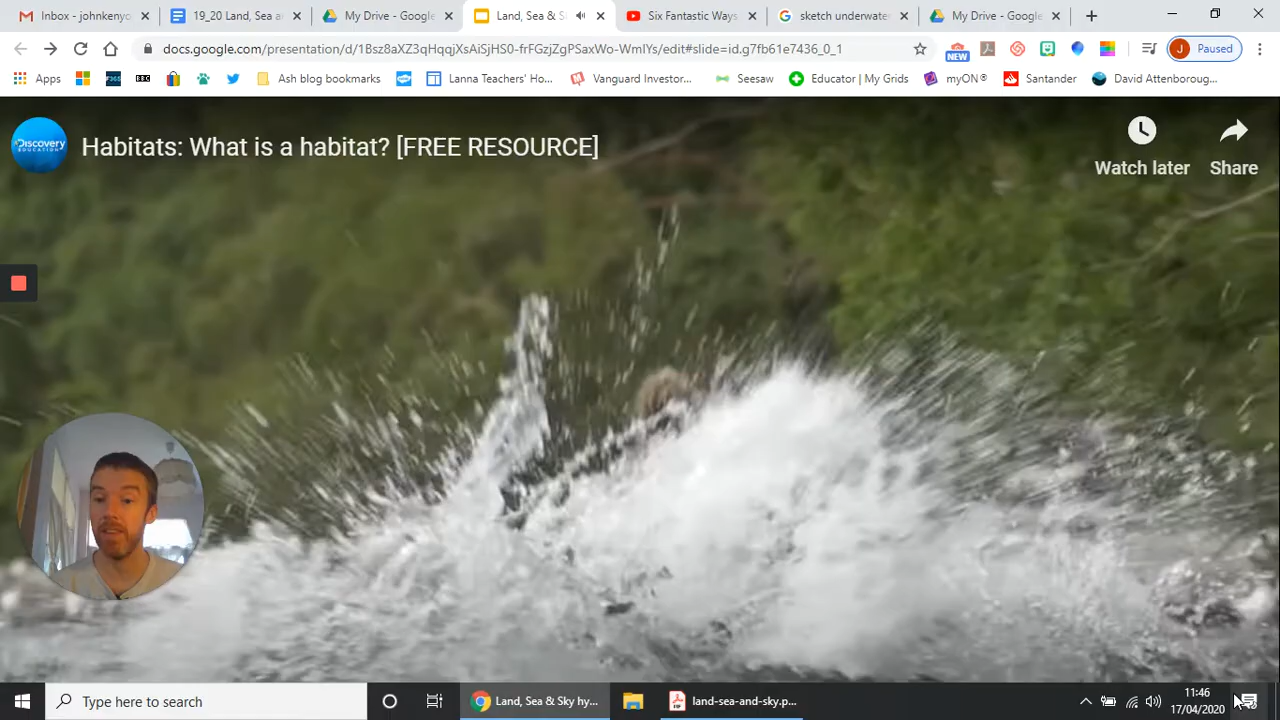 Inbox - johnkenyo
19_20 Land, Sea a
My Drive - Google
Land, Sea & S
Six Fantastic Ways
sketch underwater
My Drive - Google
docs.google.com/presentation/d/1Bsz8aXZ3qHqqjXsAiSjHS0-frFGzjZgPSaxWo-WmIYs/edit#slide=id.g7fb61e7436_0_1
NEW
J Paused
Apps
BBC
Ash blog bookmarks
Lanna Teachers' Ho...
Vanguard Investor...
Seesaw
Educator | My Grids
myON®
Santander
David Attenboroug...
Discovery
EDUCATION
Habitats: What is a habitat? [FREE RESOURCE]
Watch later
Share
Type here to search
Land, Sea & Sky hy...
land-sea-and-sky.p...
11:46
17/04/2020